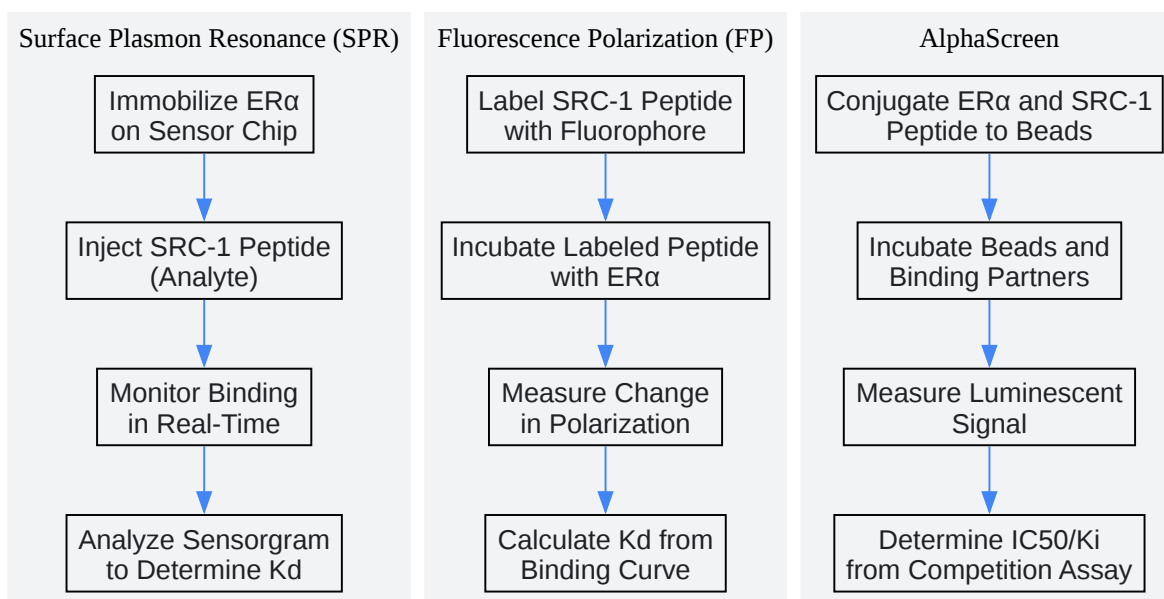 Surface Plasmon Resonance (SPR)
Immobilize ERα
on Sensor Chip
Inject SRC-1 Peptide
(Analyte)
Monitor Binding
in Real-Time
Analyze Sensorgram
to Determine Kd
Fluorescence Polarization (FP)
Label SRC-1 Peptide
with Fluorophore
Incubate Labeled Peptide
with ERα
Measure Change
in Polarization
Calculate Kd from
Binding Curve
AlphaScreen
Conjugate ERα and SRC-1
Peptide to Beads
Incubate Beads and
Binding Partners
Measure Luminescent
Signal
Determine IC50/Ki
from Competition Assay